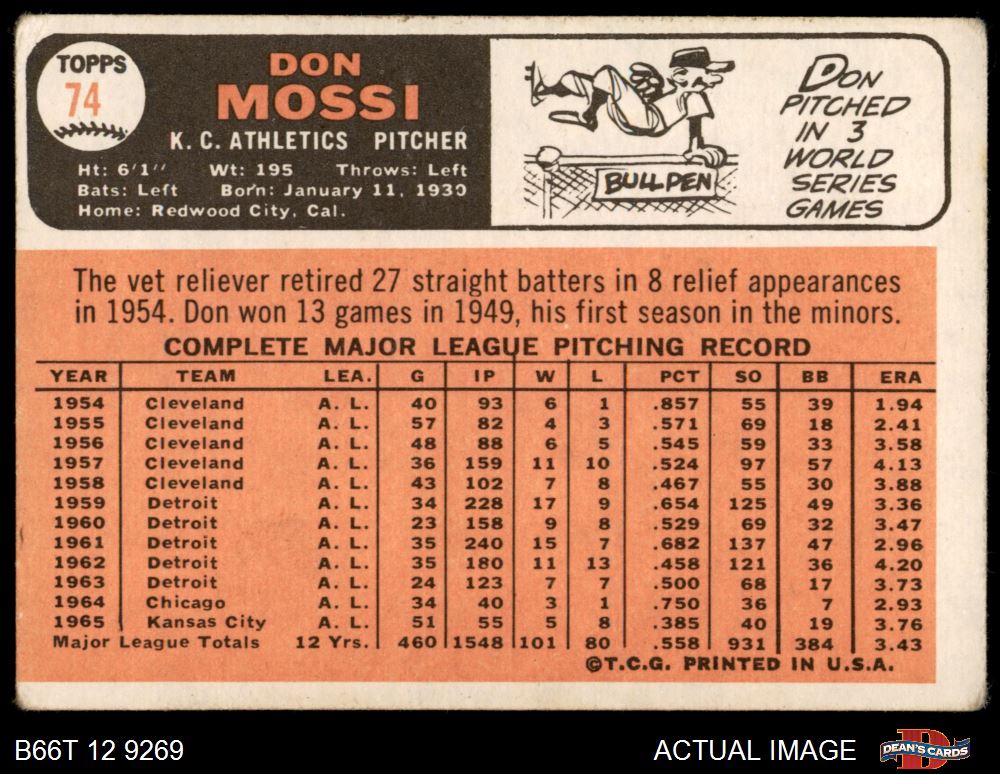 TOPPS
74
DON
MOSSI
K. C. ATHLETICS PITCHER
Ht: 6'1" Wt: 195 Throws: Left
Bats: Left Born: January 11, 1930
Home: Redwood City, Cal.
BULLPEN
DON
PITCHED
IN 3
WORLD
SERIES
GAMES
The vet reliever retired 27 straight batters in 8 relief appearances
in 1954. Don won 13 games in 1949, his first season in the minors.
COMPLETE MAJOR LEAGUE PITCHING RECORD
YEAR TEAM LEA. G IP W L PCT SO BB ERA
1954 Cleveland A. L. 40 93 6 1 .857 55 39 1.94
1955 Cleveland A. L. 57 82 4 3 .571 69 18 2.41
1956 Cleveland A. L. 48 88 6 5 .545 59 33 3.58
1957 Cleveland A. L. 36 159 11 10 .524 97 57 4.13
1958 Cleveland A. L. 43 102 7 8 .467 55 30 3.88
1959 Detroit A. L. 34 228 17 9 .654 125 49 3.36
1960 Detroit A. L. 23 158 9 8 .529 69 32 3.47
1961 Detroit A. L. 35 240 15 7 .682 137 47 2.96
1962 Detroit A. L. 35 180 11 13 .458 121 36 4.20
1963 Detroit A. L. 24 123 7 7 .500 68 17 3.73
1964 Chicago A. L. 34 40 3 1 .750 36 7 2.93
1965 Kansas City A. L. 51 55 5 8 .385 40 19 3.76
Major League Totals 12 Yrs. 460 1548 101 80 .558 931 384 3.43
©T.C.G. PRINTED IN U.S.A.
B66T 12 9269
ACTUAL IMAGE
DEAN'S CARDS